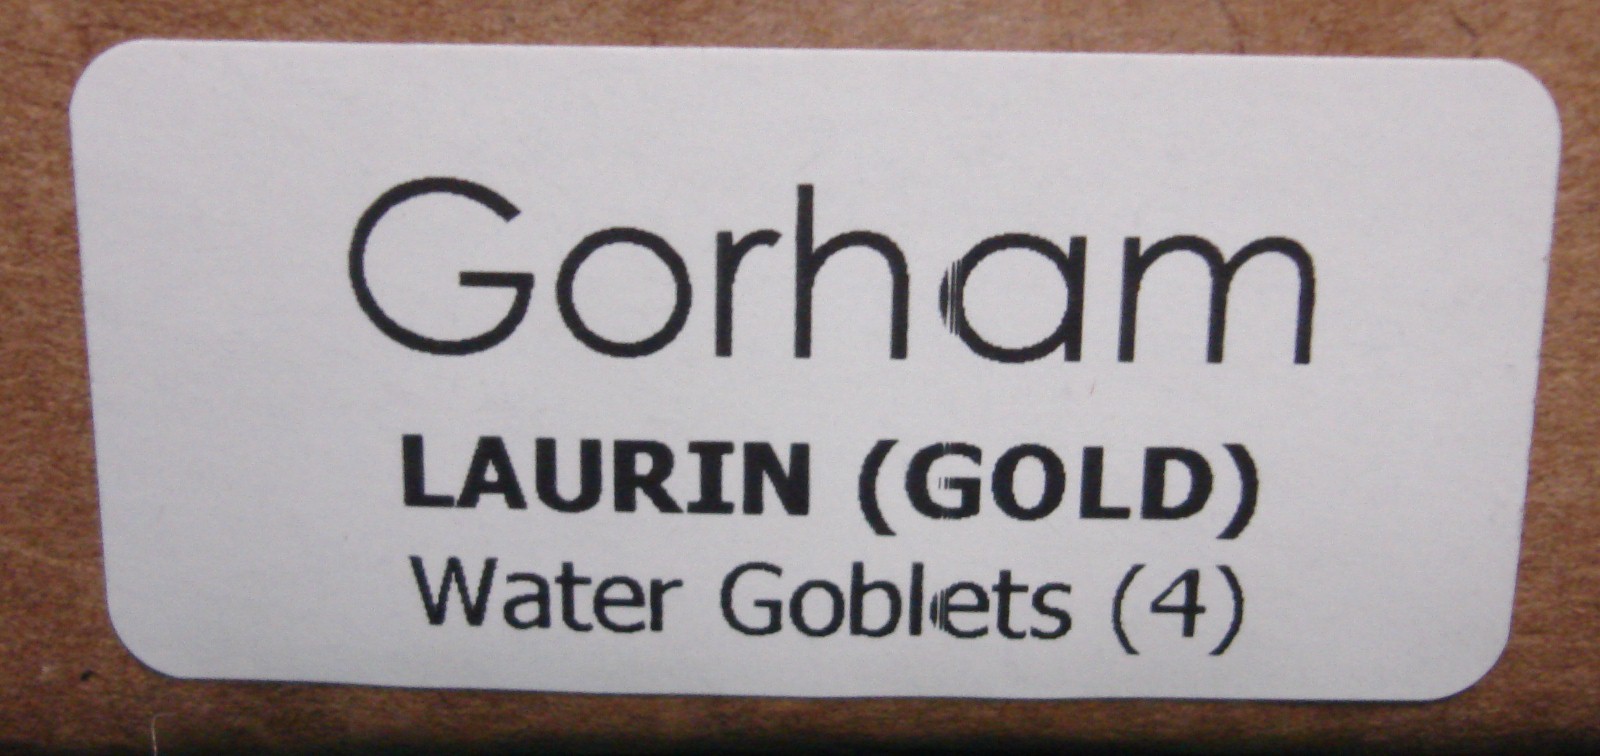 Gorham
LAURIN (GOLD)
Water Goblets (4)